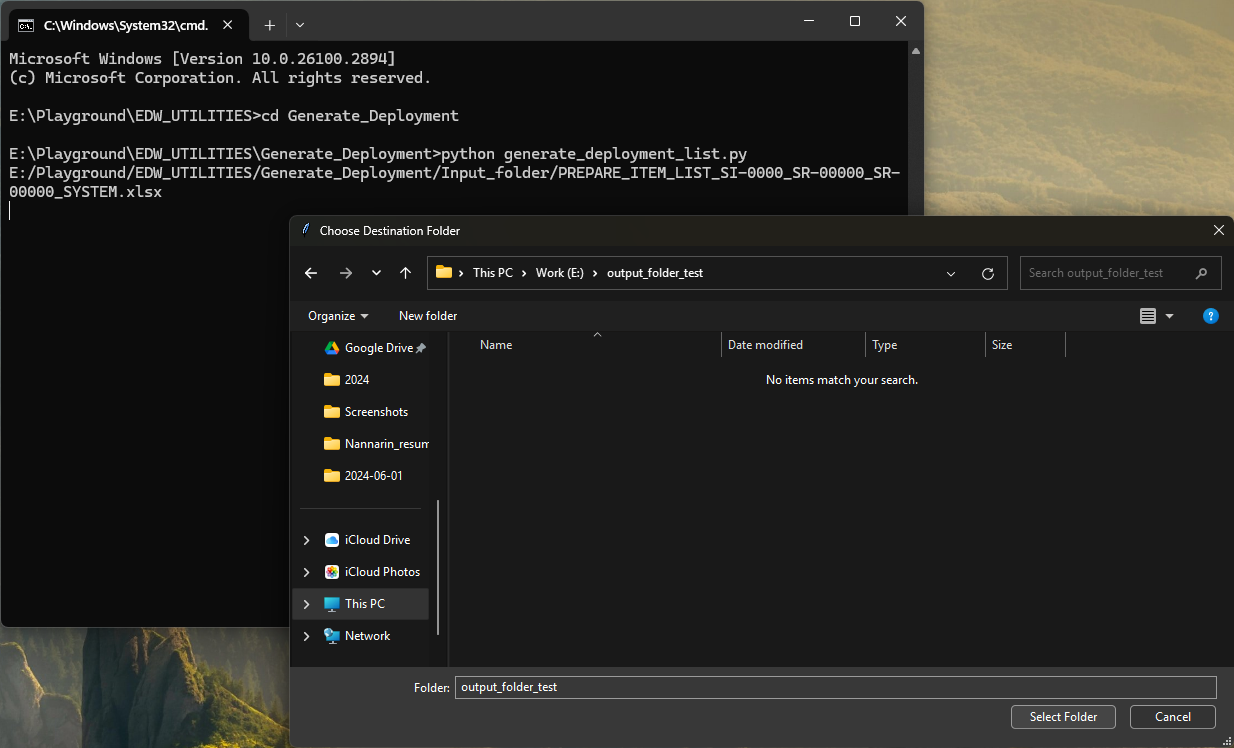 C:\Windows\System32\cmd.
Microsoft Windows [Version 10.0.26100.2894]
(c) Microsoft Corporation. All rights reserved.
E:\Playground\EDW_UTILITIES>cd Generate_Deployment
E:\Playground\EDW_UTILITIES\Generate_Deployment>python generate_deployment_list.py
E:/Playground/EDW_UTILITIES/Generate_Deployment/Input_folder/PREPARE_ITEM_LIST_SI-0000_SR-00000_SR-
00000_SYSTEM.xlsx
Choose Destination Folder
This PC > Work (E:) > output_folder_test
Search output_folder_test
Organize
New folder
Name
Date modified
Type
Size
No items match your search.
Google Drive
2024
Screenshots
Nannarin_resum
2024-06-01
iCloud Drive
iCloud Photos
This PC
Network
Folder: output_folder_test
Select Folder
Cancel